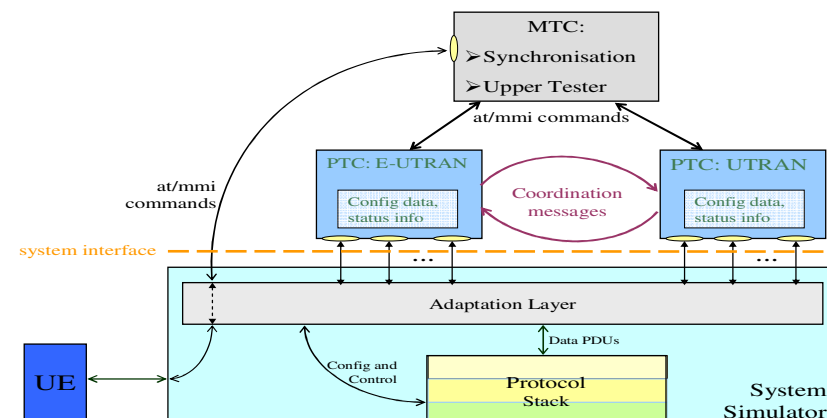 MTC:
➢Synchronisation
➢Upper Tester
at/mmi commands
PTC: E-UTRAN
PTC: UTRAN
at/mmi
commands
Config data,
status info
Coordination
messages
Config data,
status info
system interface
...
...
Adaptation Layer
Data PDUs
Config and
Control
UE
Protocol
Stack
System
Simulator